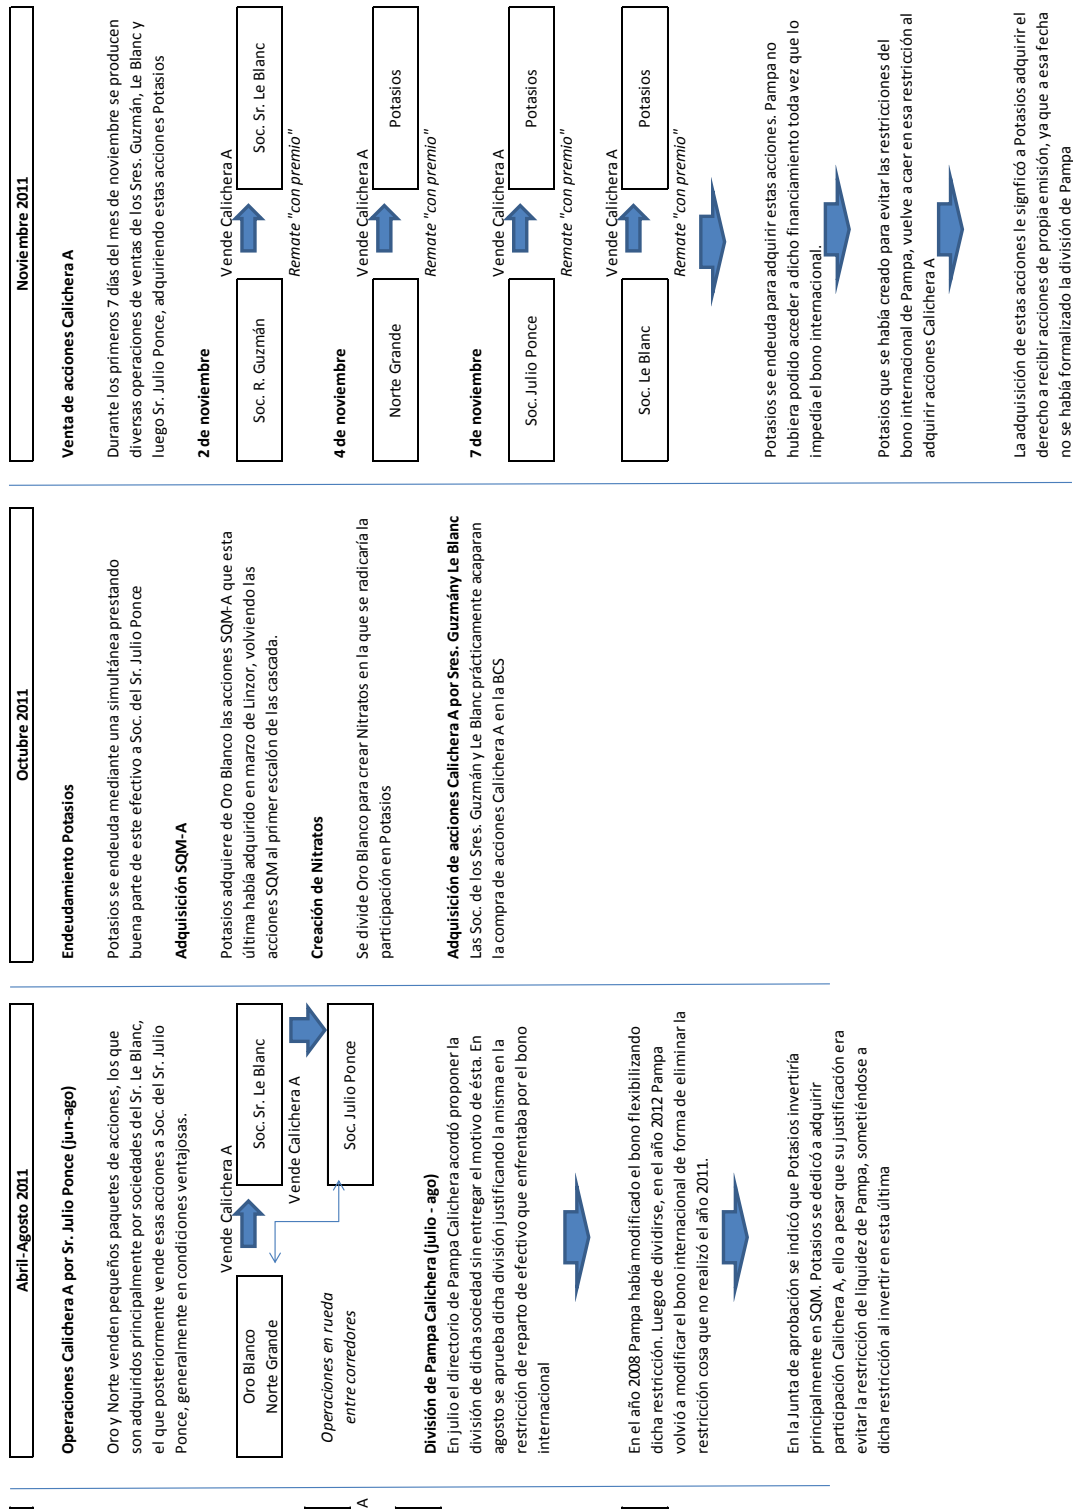 Abril-Agosto 2011
Operaciones Calichera A por Sr. Julio Ponce (jun-ago)
Oro y Norte venden pequeños paquetes de acciones, los que
son adquiridos principalmente por sociedades del Sr. Le Blanc,
el que posteriormente vende esas acciones a Soc. del Sr. Julio
Ponce, generalmente en condiciones ventajosas.
Vende Calichera A
Oro Blanco
Norte Grande
Soc. Sr. Le Blanc
Vende Calichera A
Soc. Julio Ponce
Operaciones en rueda
entre corredores
División de Pampa Calichera (julio - ago)
En julio el directorio de Pampa Calichera acordó proponer la
división de dicha sociedad sin entregar el motivo de ésta. En
agosto se aprueba dicha división justificando la misma en la
restricción de reparto de efectivo que enfrentaba por el bono
internacional
En el año 2008 Pampa había modificado el bono flexibilizando
dicha restricción. Luego de dividirse, en el año 2012 Pampa
volvió a modificar el bono internacional de forma de eliminar la
restricción cosa que no realizó el año 2011.
En la Junta de aprobación se indicó que Potasios invertiría
principalmente en SQM. Potasios se dedicó a adquirir
participación Calichera A, ello a pesar que su justificación era
evitar la restricción de liquidez de Pampa, sometiéndose a
dicha restricción al invertir en esta última
Octubre 2011
Endeudamiento Potasios
Potasios se endeuda mediante una simultánea prestando
buena parte de este efectivo a Soc. del Sr. Julio Ponce
Adquisición SQM-A
Potasios adquiere de Oro Blanco las acciones SQM-A que esta
última había adquirido en marzo de Linzor, volviendo las
acciones SQM al primer escalón de las cascada.
Creación de Nitratos
Se divide Oro Blanco para crear Nitratos en la que se radicaría la
participación en Potasios
Adquisición de acciones Calichera A por Sres. Guzmány Le Blanc
Las Soc. de los Sres. Guzmán y Le Blanc prácticamente acaparan
la compra de acciones Calichera A en la BCS
Noviembre 2011
Venta de acciones Calichera A
Durante los primeros 7 días del mes de noviembre se producen
diversas operaciones de ventas de los Sres. Guzmán, Le Blanc y
luego Sr. Julio Ponce, adquiriendo estas acciones Potasios
2 de noviembre
Vende Calichera A
Soc. R. Guzmán
Soc. Sr. Le Blanc
Remate "con premio"
4 de noviembre
Vende Calichera A
Norte Grande
Potasios
Remate "con premio"
7 de noviembre
Vende Calichera A
Soc. Julio Ponce
Potasios
Remate "con premio"
Vende Calichera A
Soc. Le Blanc
Potasios
Remate "con premio"
Potasios se endeuda para adquirir estas acciones. Pampa no
hubiera podido acceder a dicho financiamiento toda vez que lo
impedía el bono internacional.
Potasios que se había creado para evitar las restricciones del
bono internacional de Pampa, vuelve a caer en esa restricción al
adquirir acciones Calichera A
La adquisición de estas acciones le signficó a Potasios adquirir el
derecho a recibir acciones de propia emisión, ya que a esa fecha
no se había formalizado la división de Pampa
A